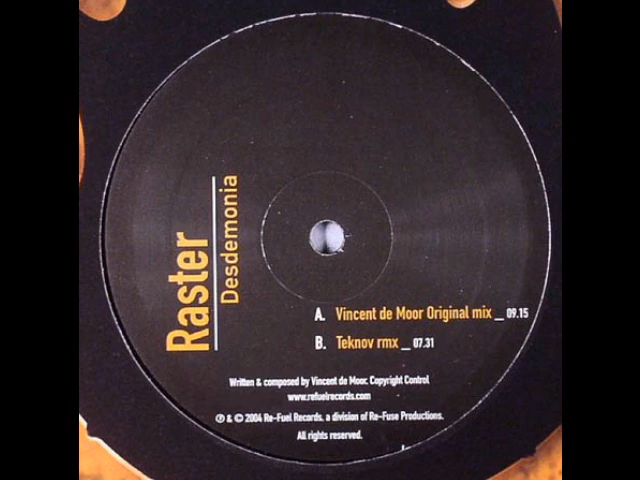 Raster
Desdemonia
A. Vincent de Moor Original mix _ 09.15
B. Teknov rmx _ 07.31
Written & composed by Vincent de Moor. Copyright Control
www.refuelrecords.com
℗ & © 2004 Re-Fuel Records. a division of Re-Fuse Productions.
All rights reserved.